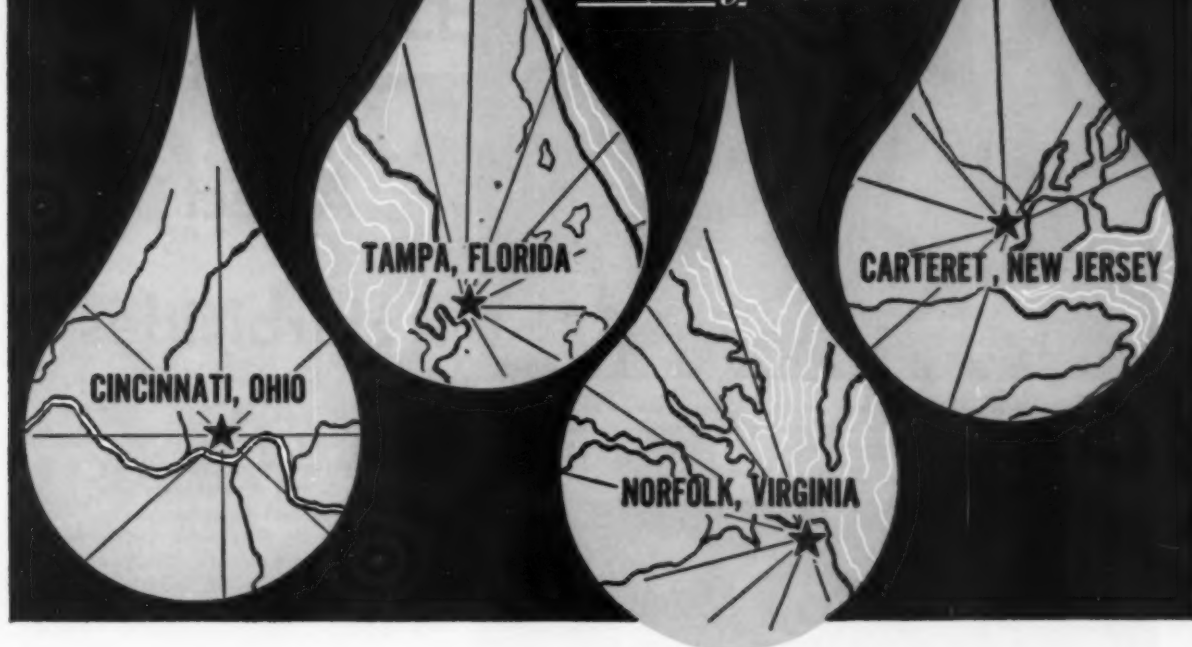 TAMPA, FLORIDA
CARTERET, NEW JERSEY
CINCINNATI, OHIO
NORFOLK, VIRGINIA